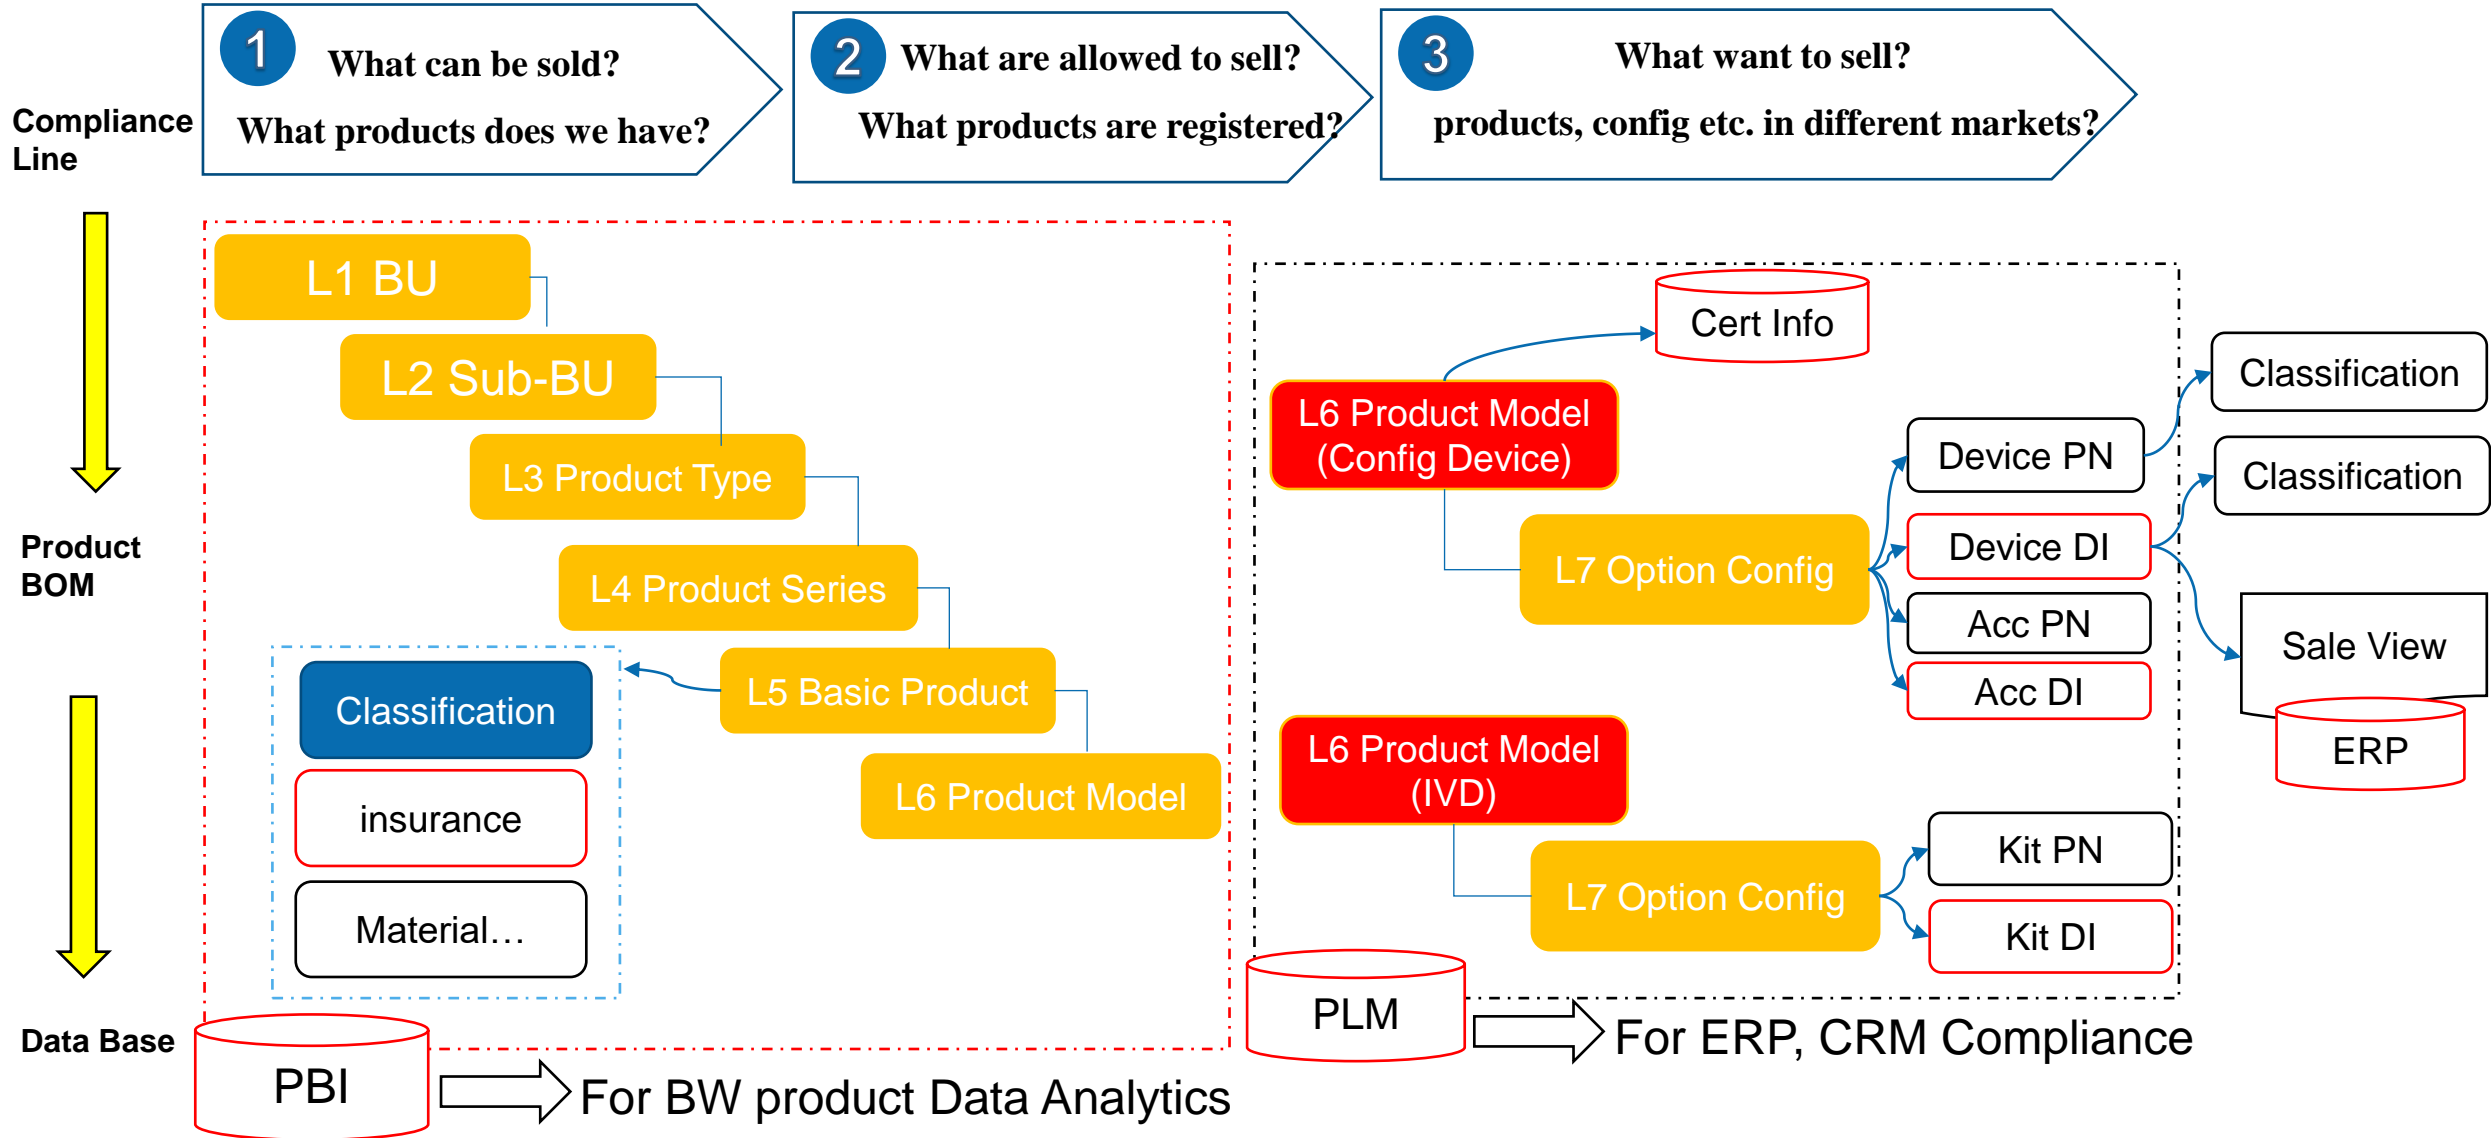 1
What can be sold?
What products does we have?
2
What are allowed to sell?
What products are registered?
3
What want to sell?
products, config etc. in different markets?
Compliance
Line
Product
BOM
Data Base
L1 BU
L2 Sub-BU
L3 Product Type
L4 Product Series
L5 Basic Product
L6 Product Model
Classification
insurance
Material…
PBI
For BW product Data Analytics
Cert Info
L6 Product Model
(Config Device)
L7 Option Config
Device PN
Device DI
Acc PN
Acc DI
Classification
Classification
Sale View
ERP
L6 Product Model
(IVD)
L7 Option Config
Kit PN
Kit DI
PLM
For ERP, CRM Compliance